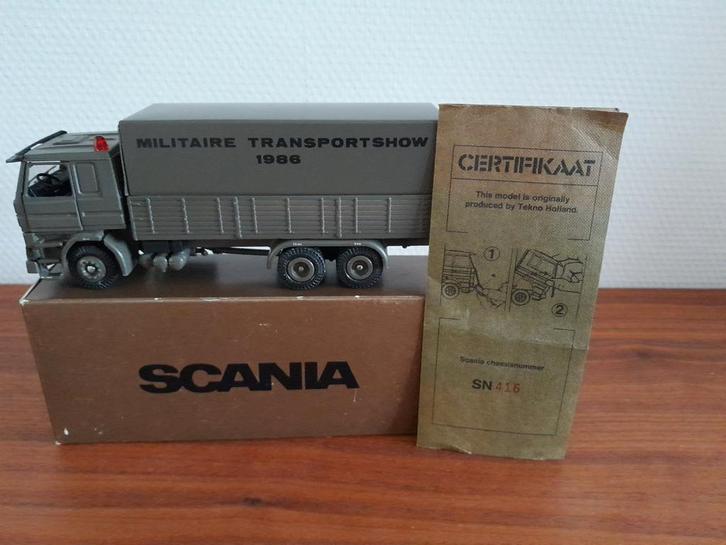 MILITAIRE TRANSPORTSHOW
1986
SCANIA
CERTIFIKAAT
This model is originally
produced by Tekno Holland.
1
2
Scania chassisnummer
SN 416